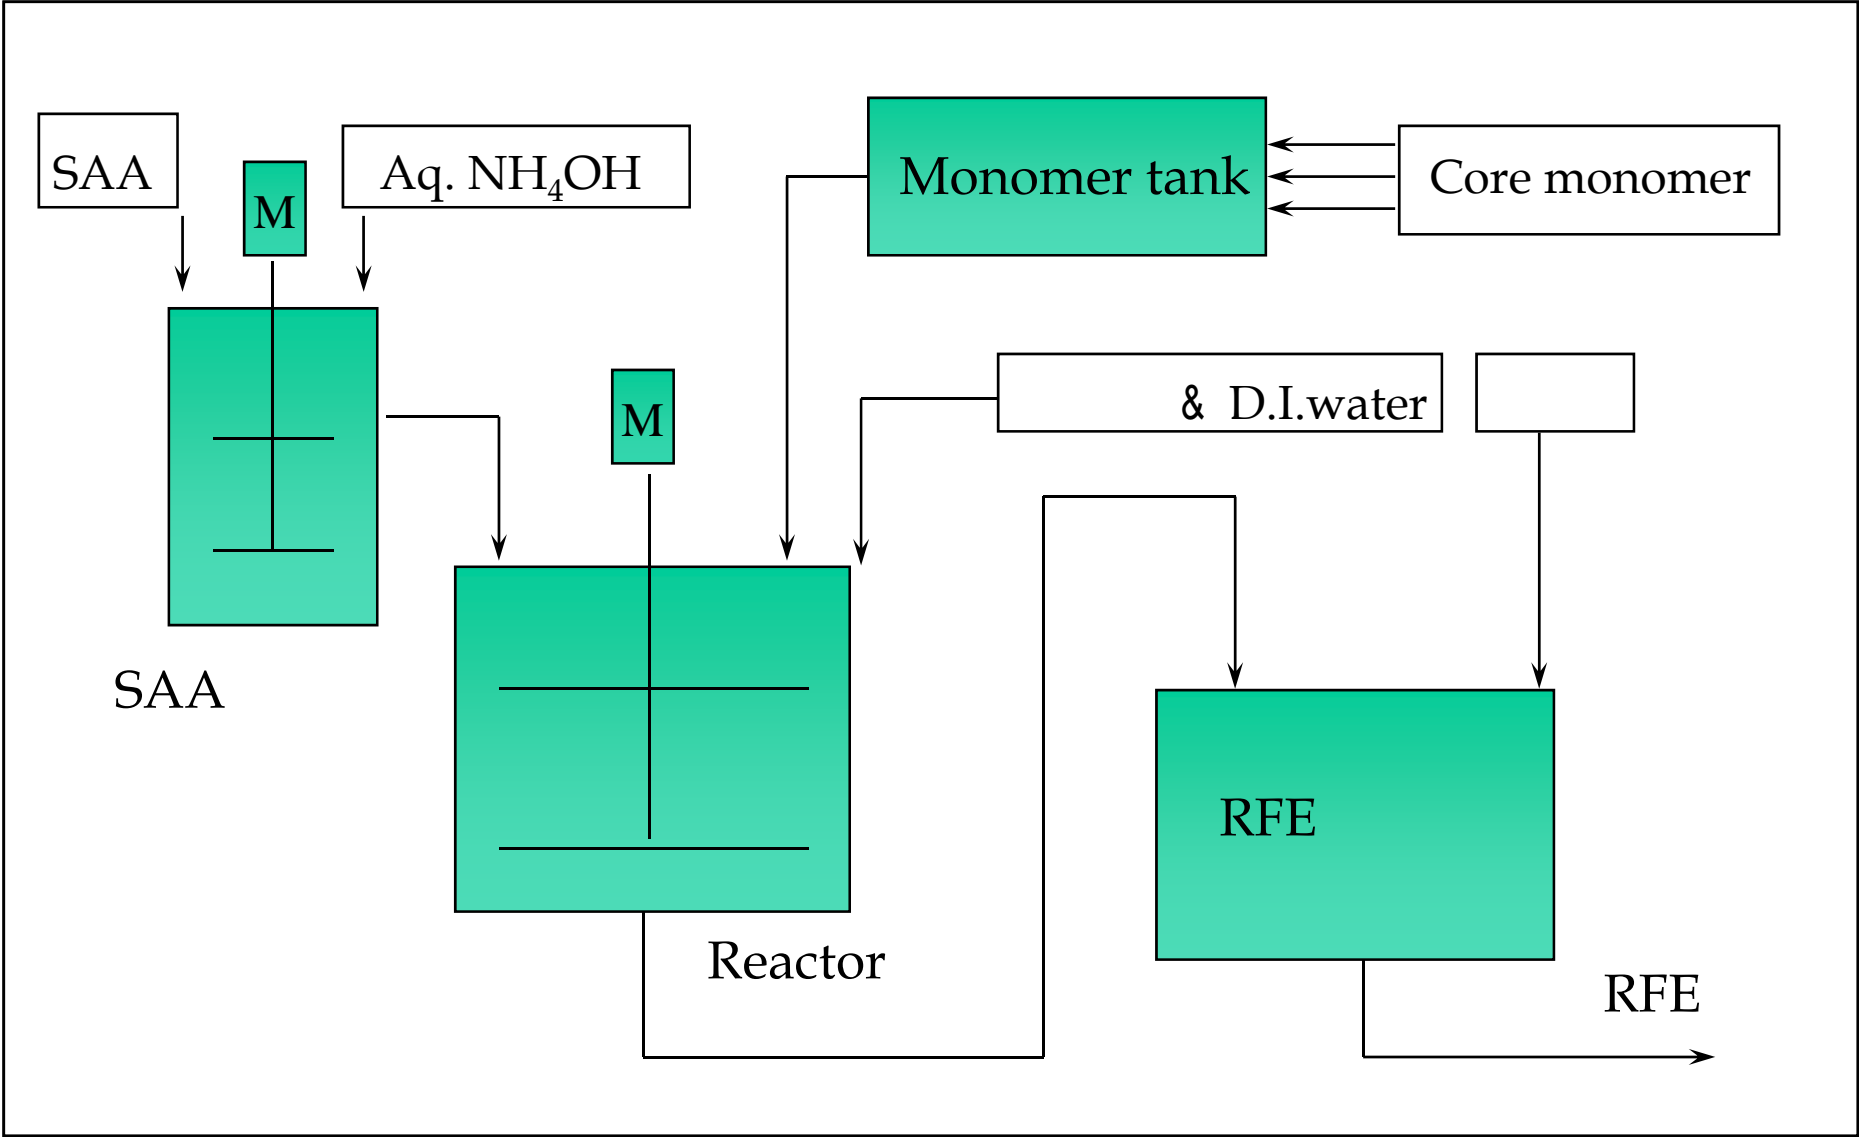 SAA
Aq. NH₄OH
M
Monomer tank
Core monomer
M
& D.I.water
SAA
RFE
Reactor
RFE